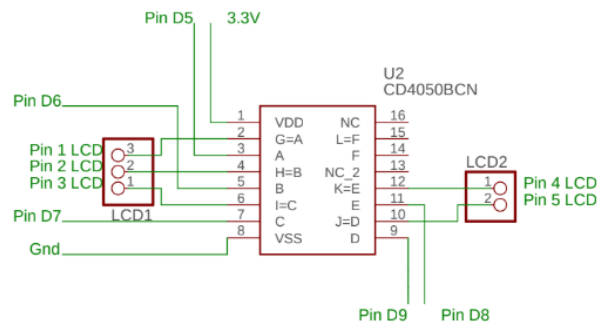 Pin D5 3.3V
U2
CD4050BCN
Pin D6
1 VDD NC 16
2 G=A L=F 15
Pin 1 LCD 3
3 A F 14
Pin 2 LCD 2
4 H=B NC_2 13
LCD2
Pin 3 LCD 1
5 B K=E 12
1 Pin 4 LCD
6 I=C E 11
2 Pin 5 LCD
LCD1
Pin D7
7 C J=D 10
8 VSS D 9
Gnd
Pin D9 Pin D8